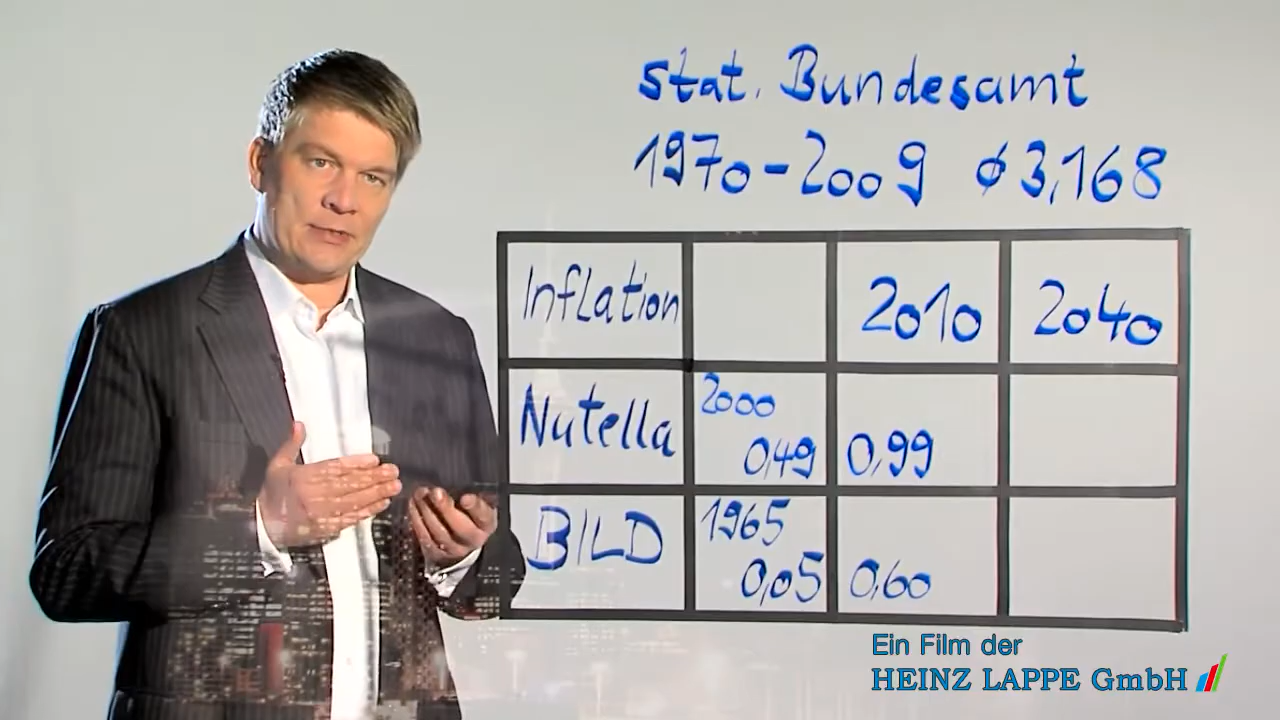 stat. Bundesamt
1970-2009 ø 3,168
Inflation 2010 2040
Nutella 2000 0,49 0,99
BILD 1965 0,05 0,60
Ein Film der
HEINZ LAPPE GmbH